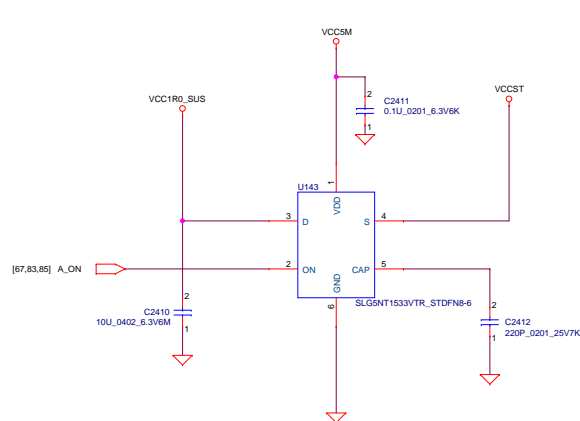 VCC5M
VCC1R0_SUS
VCCST
2
C2411
0.1U_0201_6.3V6K
1
U143
1
VDD
3
D
S
4
[67,83,85] A_ON
2
ON
CAP
5
GND
6
SLG5NT1533VTR_STDFN8-6
2
C2410
10U_0402_6.3V6M
1
2
C2412
220P_0201_25V7K
1